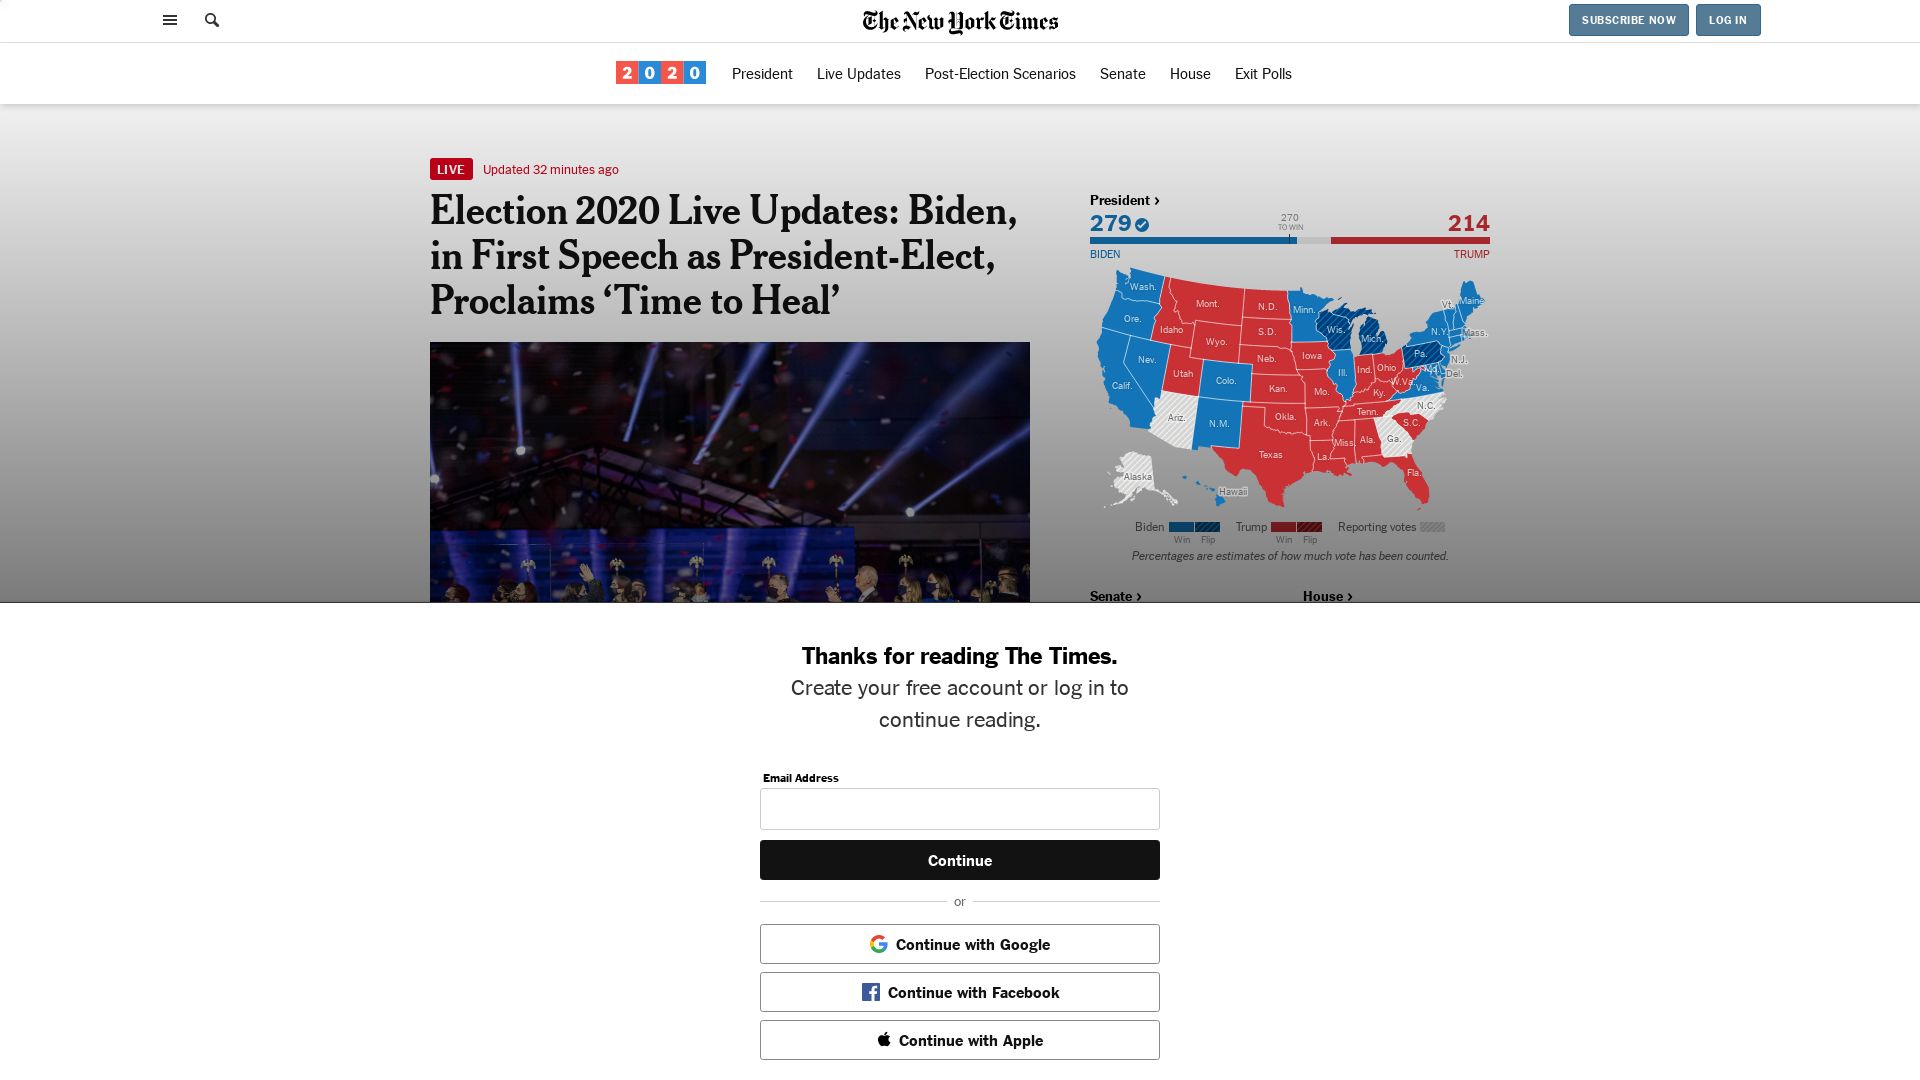 The New York Times
SUBSCRIBE NOW
LOG IN
2020
President
Live Updates
Post-Election Scenarios
Senate
House
Exit Polls
LIVE
Updated 32 minutes ago
Election 2020 Live Updates: Biden,
in First Speech as President-Elect,
Proclaims ‘Time to Heal’
President ›
279
270
TO WIN
214
BIDEN
TRUMP
Wash.
Mont.
N.D.
Minn.
Vt.
Maine
Ore.
Idaho
S.D.
Wis.
Mich.
N.Y.
Mass.
Wyo.
Nev.
Neb.
Iowa
Pa.
N.J.
Utah
Colo.
Ill.
Ind.
Ohio
Md.
Del.
Calif.
Kan.
Mo.
Ky.
W.Va.
Va.
Ariz.
N.M.
Okla.
Ark.
Tenn.
N.C.
S.C.
Texas
La.
Miss.
Ala.
Ga.
Fla.
Alaska
Hawaii
Biden
Trump
Reporting votes
Win
Flip
Win
Flip
Percentages are estimates of how much vote has been counted.
Senate ›
House ›
Thanks for reading The Times.
Create your free account or log in to
continue reading.
Email Address
Continue
or
Continue with Google
Continue with Facebook
Continue with Apple